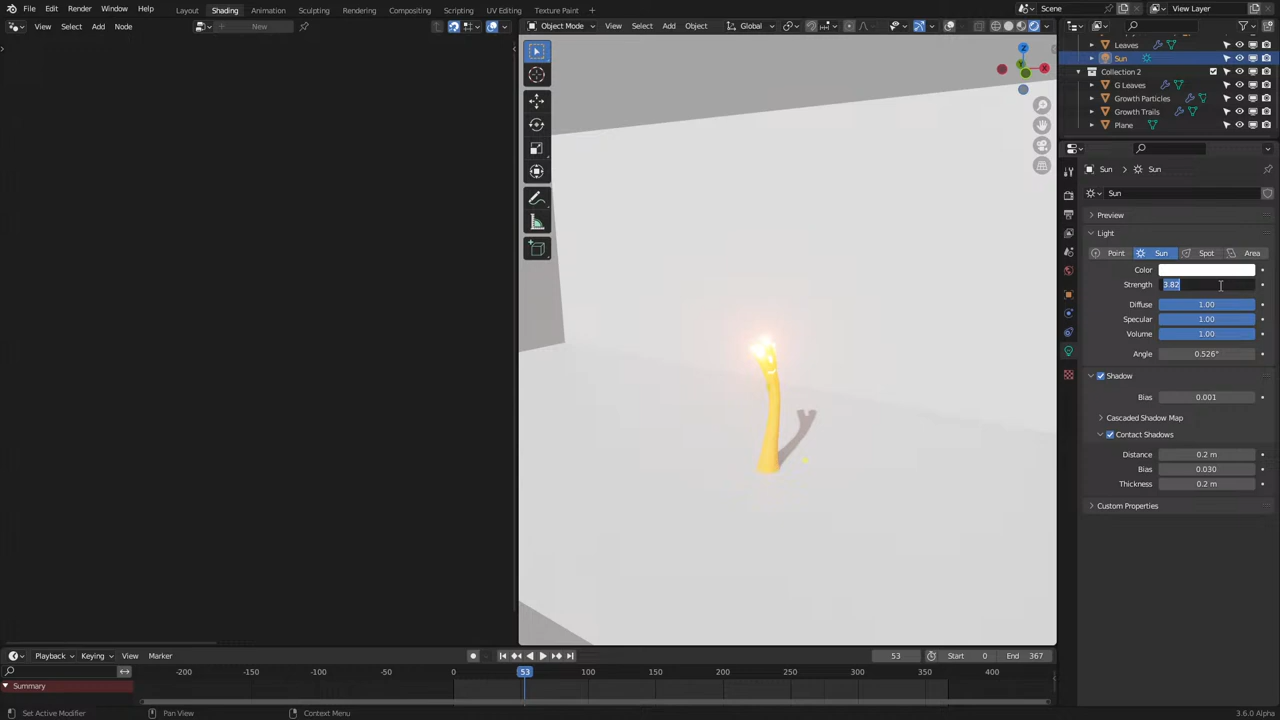 File Edit Render Window Help Layout Shading Animation Sculpting Rendering Compositing Scripting UV Editing Texture Paint Scene View Layer
View Select Add Node New Object Mode View Select Add Object Global
Leaves
Sun
Collection 2
G Leaves
Growth Particles
Growth Trails
Plane
Z
X
Y
Sun Sun
Sun
Preview
Light
Point Sun Spot Area
Color
Strength 3.82
Diffuse 1.00
Specular 1.00
Volume 1.00
Angle 0.526°
Shadow
Bias 0.001
Cascaded Shadow Map
Contact Shadows
Distance 0.2 m
Bias 0.030
Thickness 0.2 m
Custom Properties
Playback Keying View Marker 53 Start 0 End 367
-200 -150 -100 -50 0 53 100 150 200 250 300 350 400
Summary
Set Active Modifier Pan View Context Menu 3.6.0 Alpha